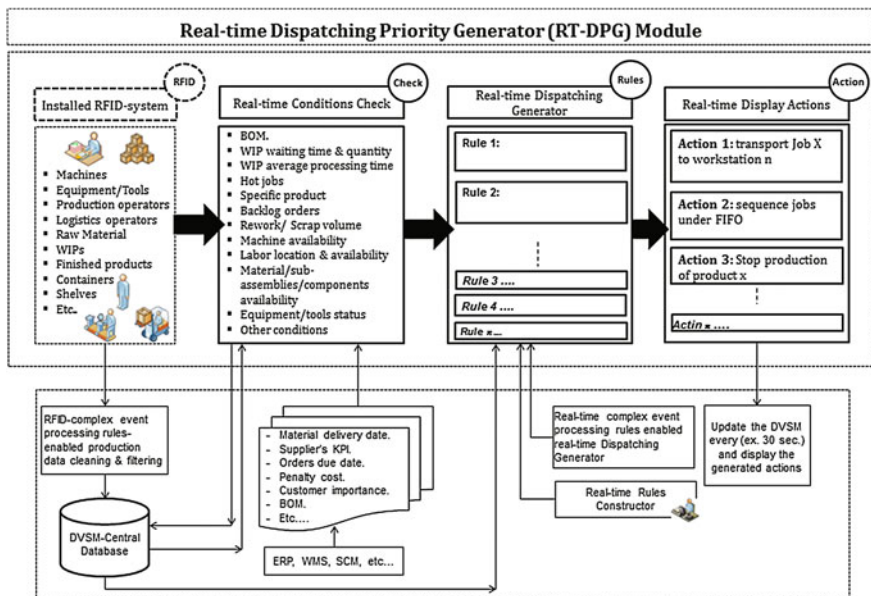 Real-time Dispatching Priority Generator (RT-DPG) Module
RFID
Installed RFID-system
Machines
Equipment/Tools
Production operators
Logistics operators
Raw Material
WIPs
Finished products
Containers
Shelves
Etc..
Check
Real-time Conditions Check
BOM.
WIP waiting time & quantity
WIP average processing time
Hot jobs
Specific product
Backlog orders
Rework/ Scrap volume
Machine availability
Labor location & availability
Material/sub-
assemblies/components
availability
Equipment/tools status
Other conditions
Rules
Real-time Dispatching
Generator
Rule 1:
Rule 2:
Rule 3 ....
Rule 4 ....
Rule n ...
Action
Real-time Display Actions
Action 1: transport Job X
to workstation n
Action 2: sequence jobs
under FIFO
Action 3: Stop production
of product x
Actin n ....
RFID-complex event
processing rules-
enabled production
data cleaning & filtering
DVSM-Central
Database
- Material delivery date.
- Supplier's KPI.
- Orders due date.
- Penalty cost.
- Customer importance.
- BOM.
- Etc....
ERP, WMS, SCM, etc...
Real-time complex event
processing rules enabled
real-time Dispatching
Generator
Real-time Rules
Constructor
Update the DVSM
every (ex. 30 sec.)
and display the
generated actions